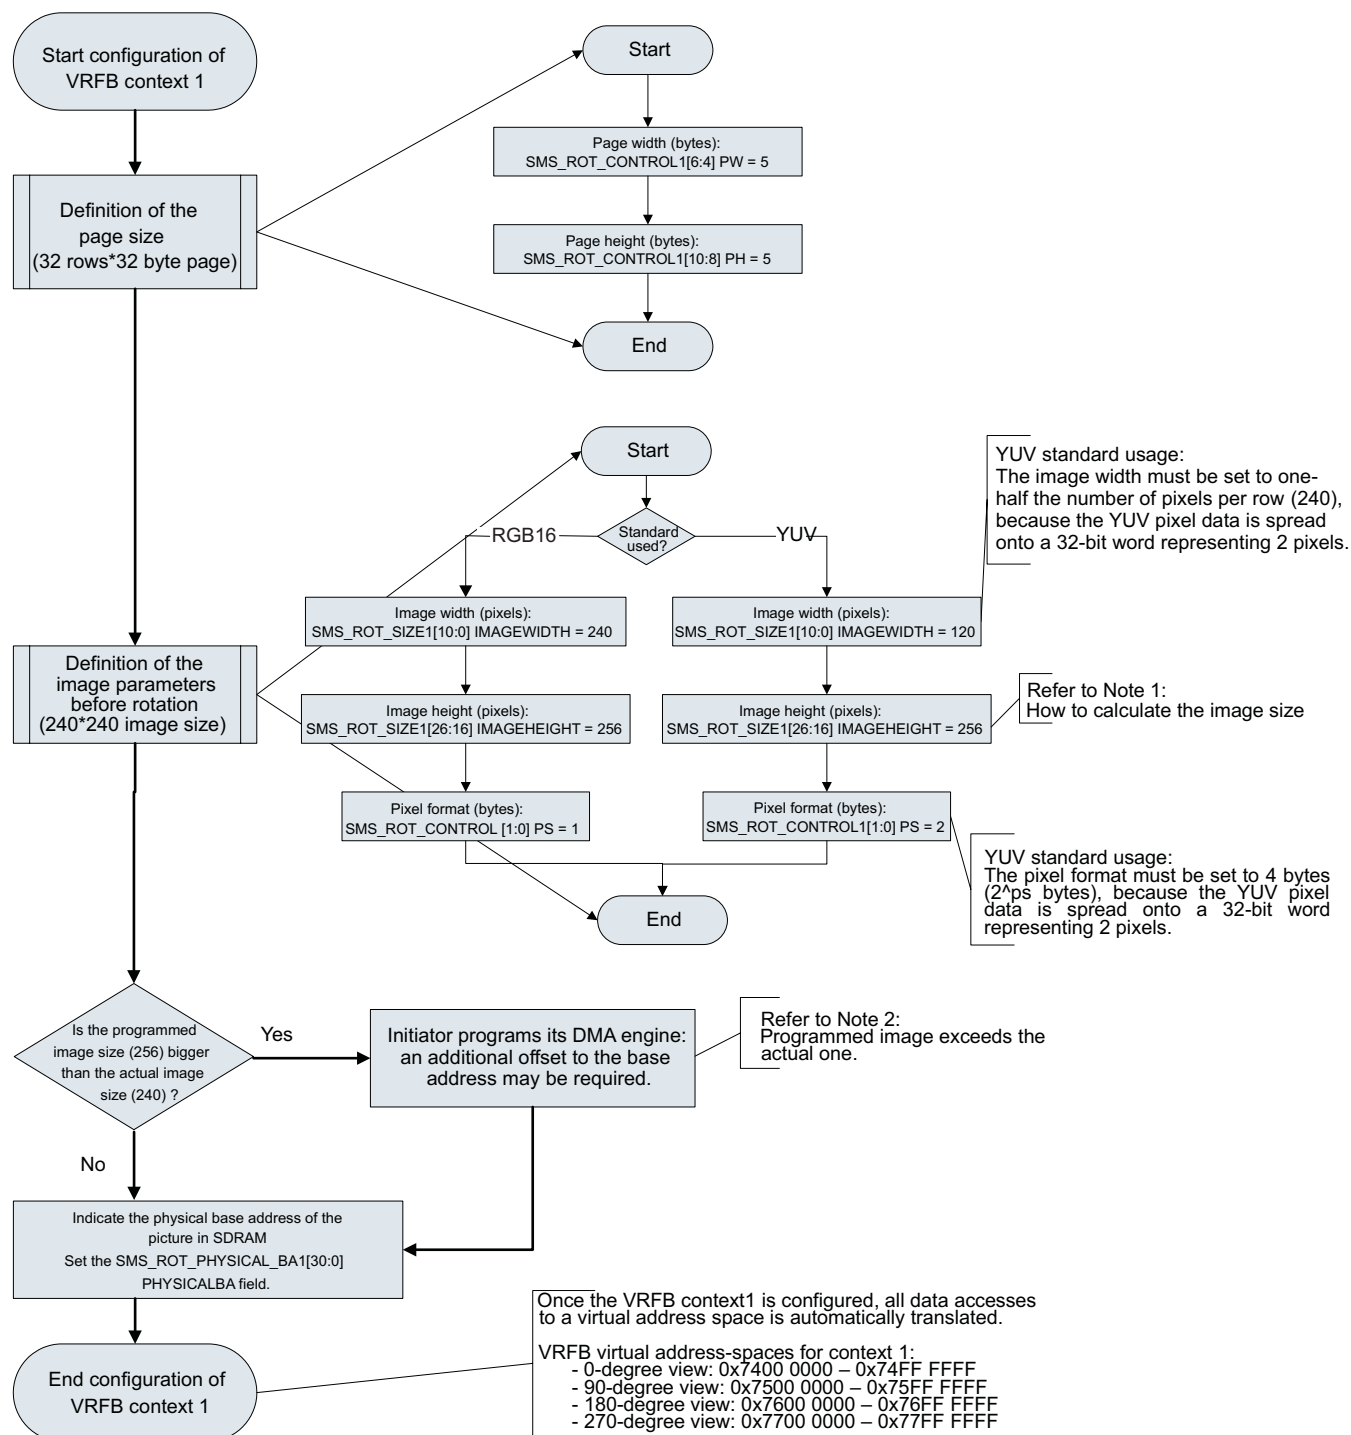 Start configuration of
VRFB context 1
Start
Page width (bytes):
SMS_ROT_CONTROL1[6:4] PW = 5
Definition of the
page size
(32 rows*32 byte page)
Page height (bytes):
SMS_ROT_CONTROL1[10:8] PH = 5
End
Start
Standard
used?
RGB16
YUV
YUV standard usage:
The image width must be set to one-
half the number of pixels per row (240),
because the YUV pixel data is spread
onto a 32-bit word representing 2 pixels.
Image width (pixels):
SMS_ROT_SIZE1[10:0] IMAGEWIDTH = 240
Image width (pixels):
SMS_ROT_SIZE1[10:0] IMAGEWIDTH = 120
Definition of the
image parameters
before rotation
(240*240 image size)
Image height (pixels):
SMS_ROT_SIZE1[26:16] IMAGEHEIGHT = 256
Image height (pixels):
SMS_ROT_SIZE1[26:16] IMAGEHEIGHT = 256
Refer to Note 1:
How to calculate the image size
Pixel format (bytes):
SMS_ROT_CONTROL [1:0] PS = 1
Pixel format (bytes):
SMS_ROT_CONTROL1[1:0] PS = 2
YUV standard usage:
The pixel format must be set to 4 bytes
(2^ps bytes), because the YUV pixel
data is spread onto a 32-bit word
representing 2 pixels.
End
Is the programmed
image size (256) bigger
than the actual image
size (240) ?
Yes
Initiator programs its DMA engine:
an additional offset to the base
address may be required.
Refer to Note 2:
Programmed image exceeds the
actual one.
No
Indicate the physical base address of the
picture in SDRAM
Set the SMS_ROT_PHYSICAL_BA1[30:0]
PHYSICALBA field.
End configuration of
VRFB context 1
Once the VRFB context1 is configured, all data accesses
to a virtual address space is automatically translated.
VRFB virtual address-spaces for context 1:
- 0-degree view: 0x7400 0000 – 0x74FF FFFF
- 90-degree view: 0x7500 0000 – 0x75FF FFFF
- 180-degree view: 0x7600 0000 – 0x76FF FFFF
- 270-degree view: 0x7700 0000 – 0x77FF FFFF